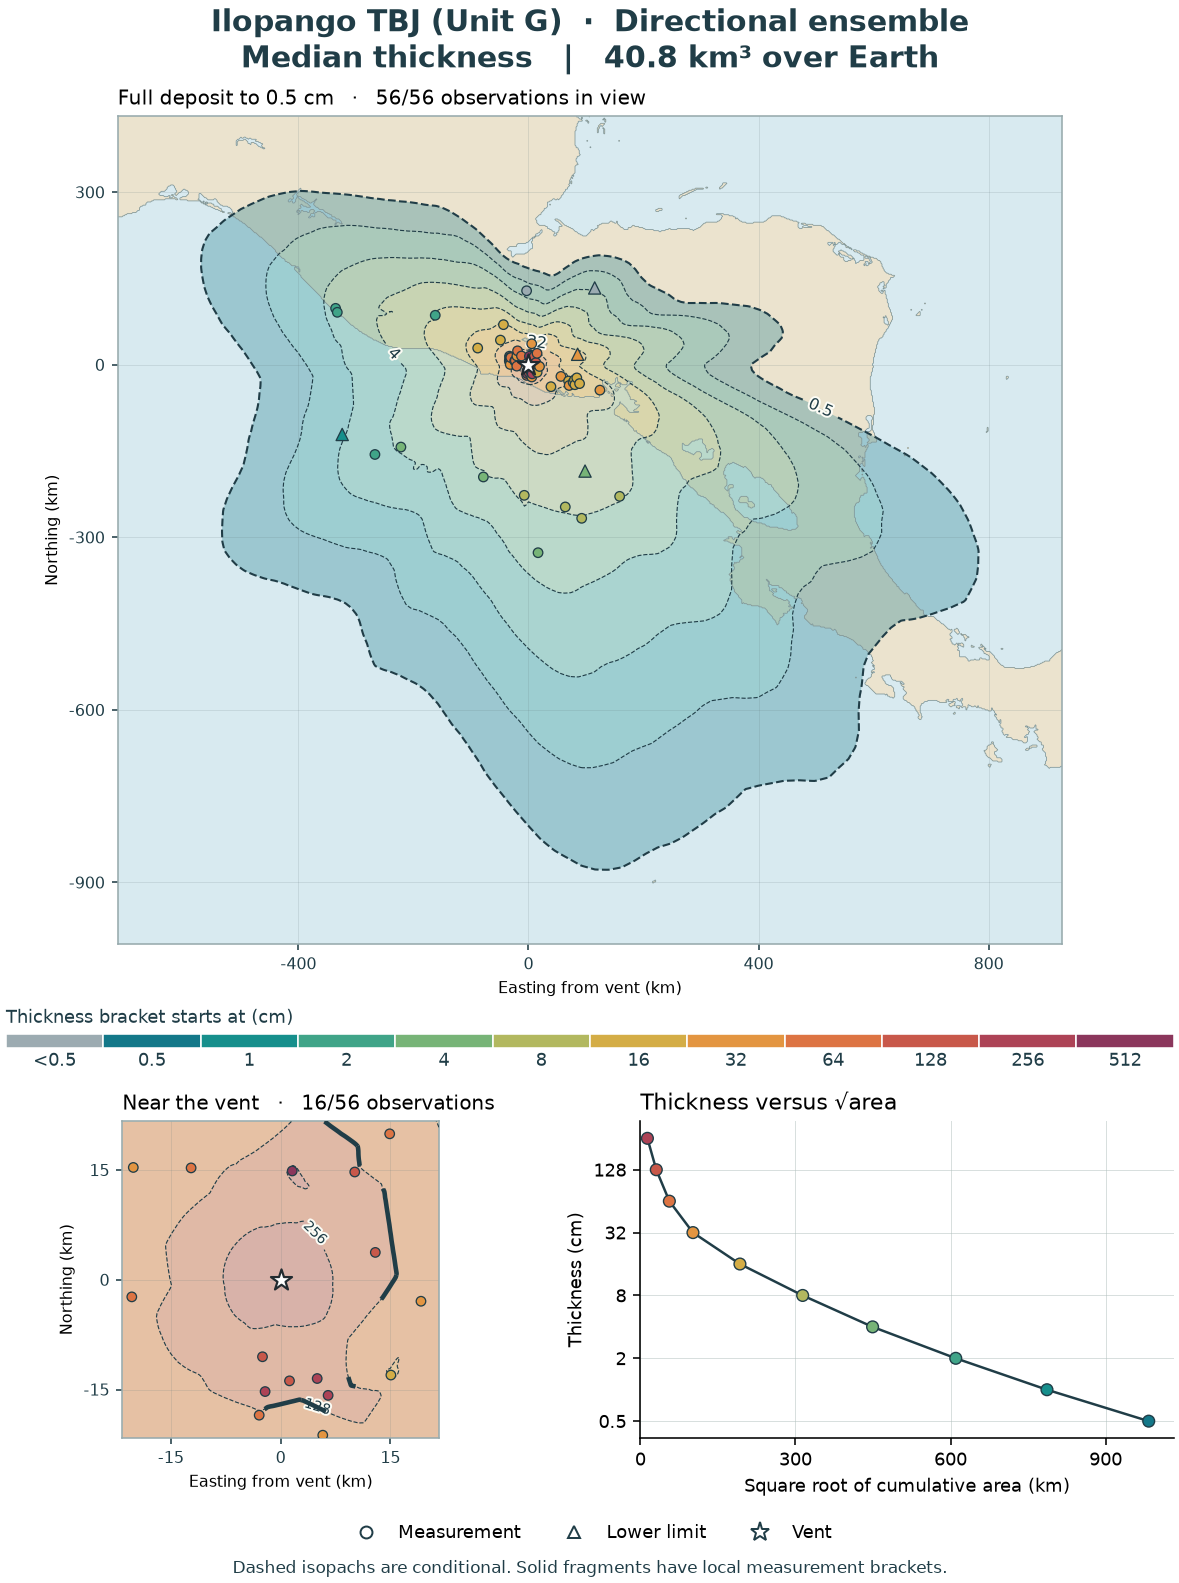 Ilopango TBJ (Unit G)  ·  Directional ensemble
Median thickness  |  40.8 km³ over Earth
Full deposit to 0.5 cm  ·  56/56 observations in view
300
0
-300
-600
-900
Northing (km)
32
4
0.5
-400
0
400
800
Easting from vent (km)
Thickness bracket starts at (cm)
<0.5
0.5
1
2
4
8
16
32
64
128
256
512
Near the vent  ·  16/56 observations
15
0
-15
Northing (km)
256
128
-15
0
15
Easting from vent (km)
Thickness versus √area
128
32
8
2
0.5
Thickness (cm)
0
300
600
900
Square root of cumulative area (km)
Measurement
Lower limit
Vent
Dashed isopachs are conditional. Solid fragments have local measurement brackets.